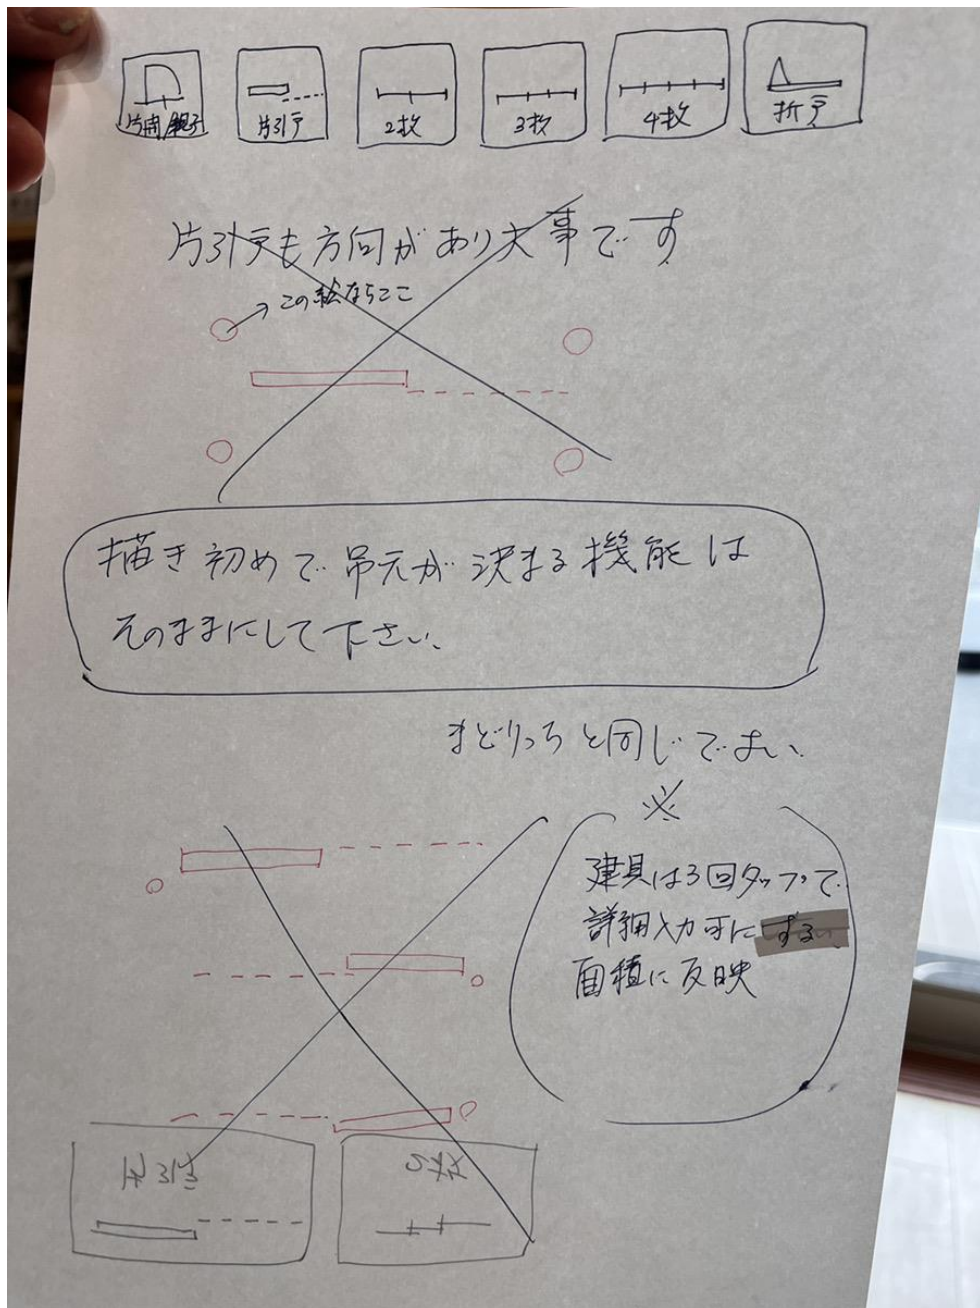 片開/親子
片引戸
2枚
3枚
4枚
折戸
片引戸も方向があり大事です
この絵ならここ
描き初めで吊元が決まる機能は
そのままにして下さい、
まどりっちと同じでよい、
※
建具は3回タップで
詳細入力可にする
面積に反映
片引
2枚